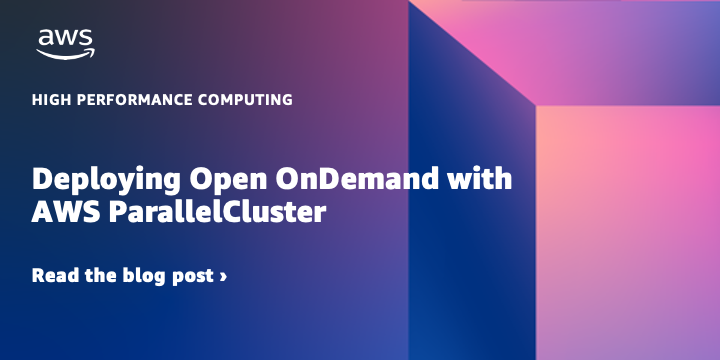 aws
HIGH PERFORMANCE COMPUTING
Deploying Open OnDemand with
AWS ParallelCluster
Read the blog post ›